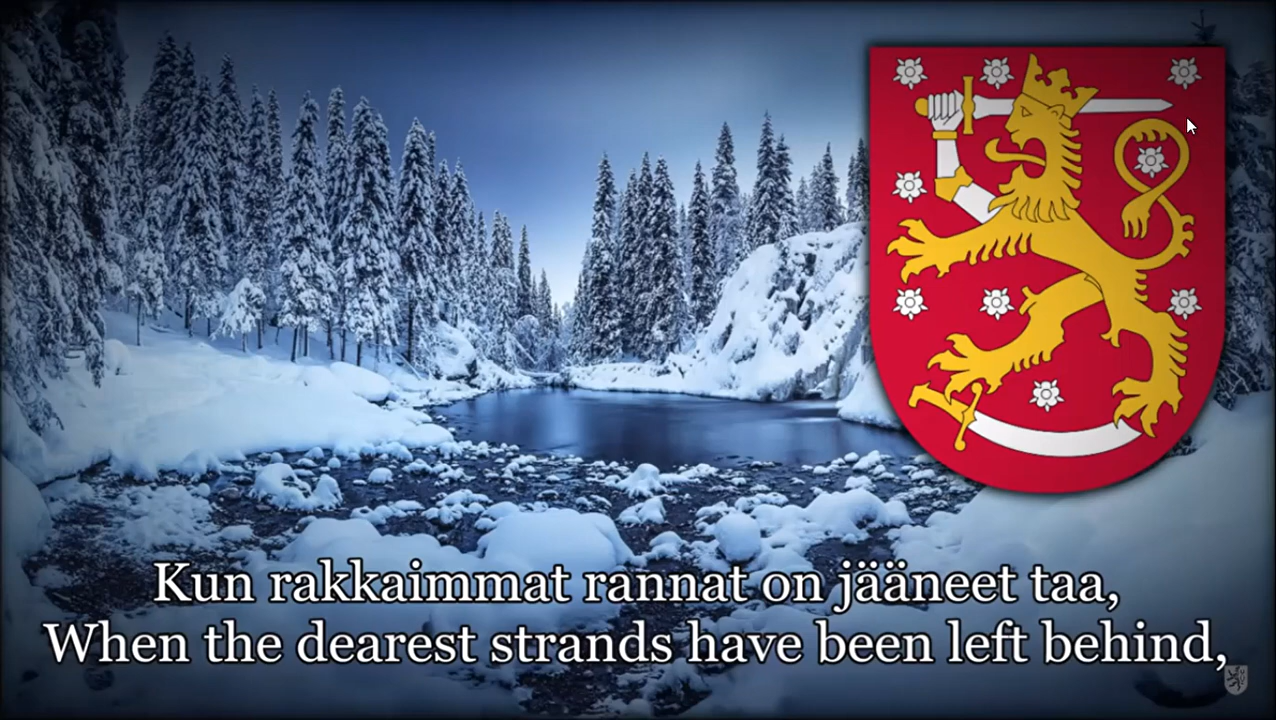 Kun rakkaimmat rannat on jääneet taa,
When the dearest strands have been left behind,